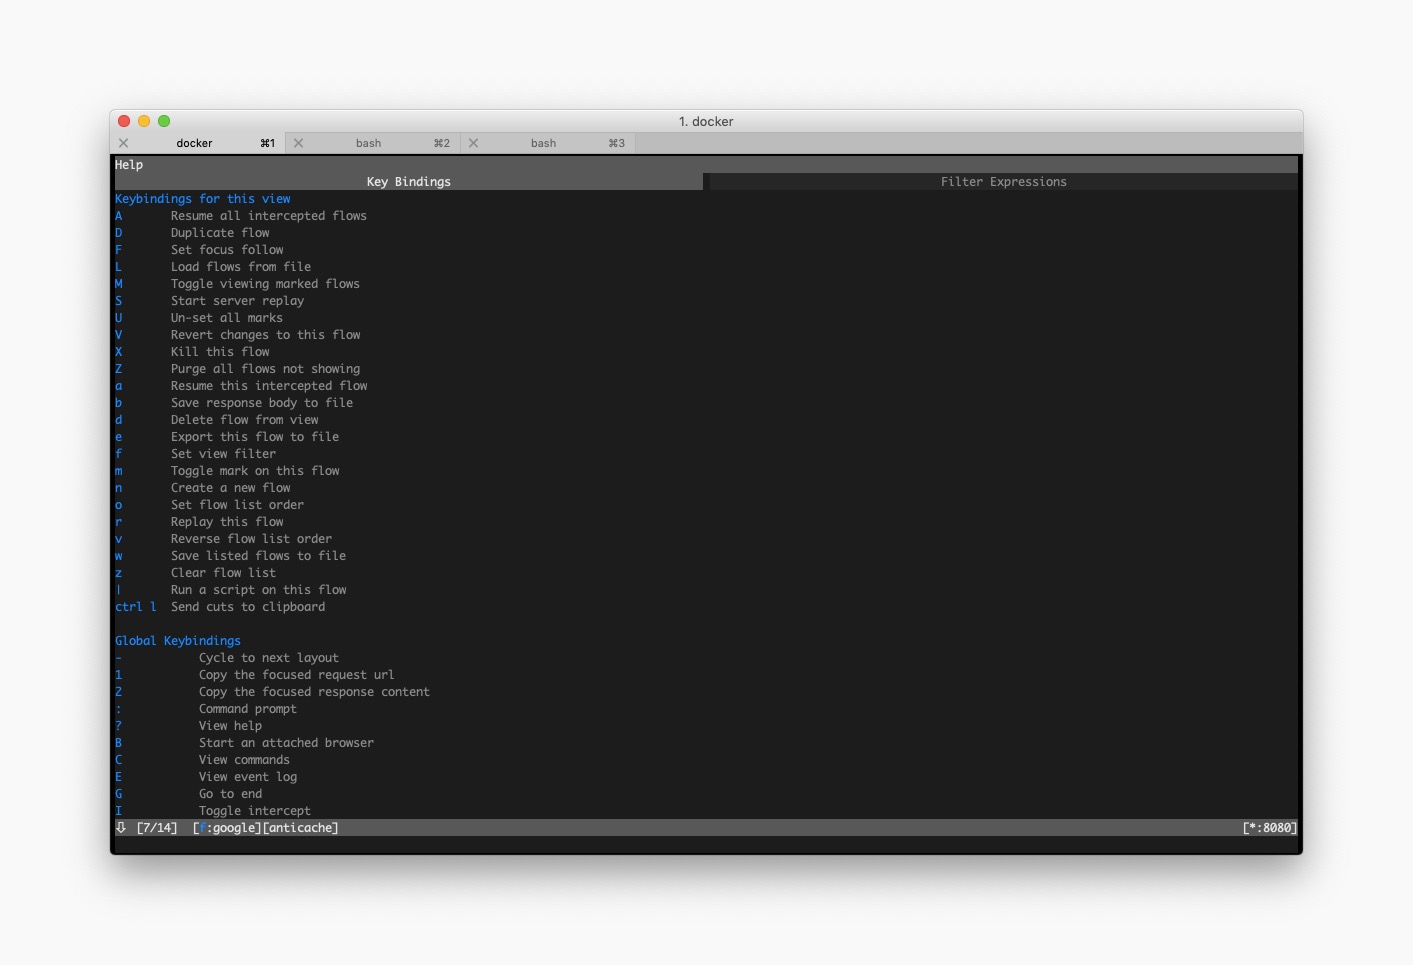 1. docker
docker ⌘1 bash ⌘2 bash ⌘3
Help
Key Bindings Filter Expressions
Keybindings for this view
A Resume all intercepted flows
D Duplicate flow
F Set focus follow
L Load flows from file
M Toggle viewing marked flows
S Start server replay
U Un-set all marks
V Revert changes to this flow
X Kill this flow
Z Purge all flows not showing
a Resume this intercepted flow
b Save response body to file
d Delete flow from view
e Export this flow to file
f Set view filter
m Toggle mark on this flow
n Create a new flow
o Set flow list order
r Replay this flow
v Reverse flow list order
w Save listed flows to file
z Clear flow list
| Run a script on this flow
ctrl l Send cuts to clipboard
Global Keybindings
- Cycle to next layout
1 Copy the focused request url
2 Copy the focused response content
: Command prompt
? View help
B Start an attached browser
C View commands
E View event log
G Go to end
I Toggle intercept
⇩ [7/14] [f:google][anticache] [*:8080]